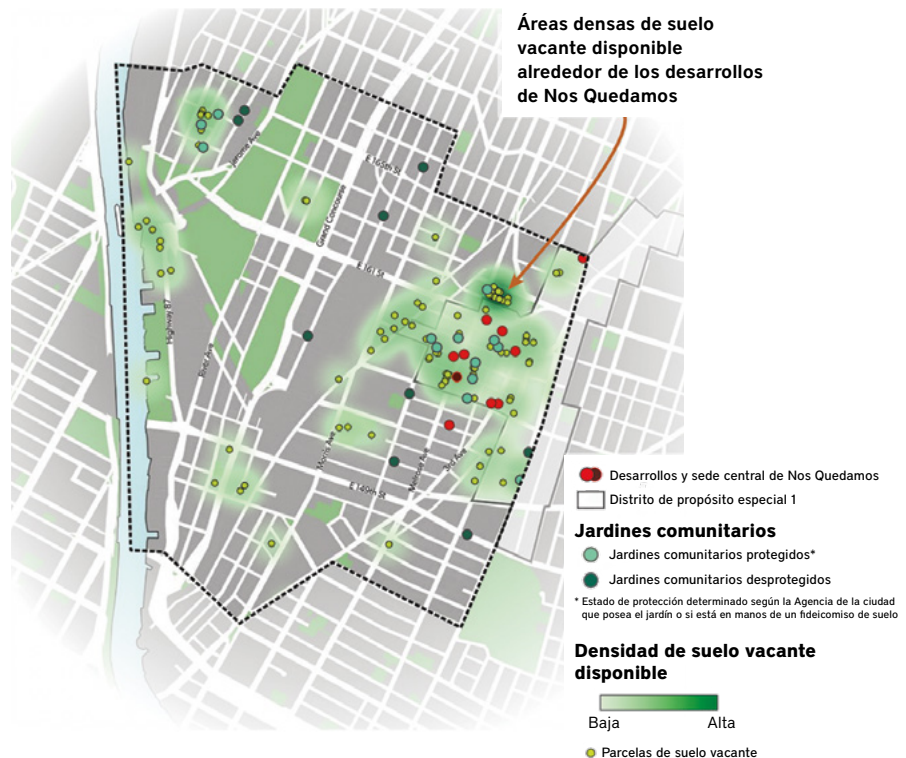 Áreas densas de suelo
vacante disponible
alrededor de los desarrollos
de Nos Quedamos
Jerome Ave
E 165th St
Grand Concourse
E 161 St
Highway 87
River Ave
Morris Ave
Melrose Ave
3rd Ave
E 149th St
Desarrollos y sede central de Nos Quedamos
Distrito de propósito especial 1
Jardines comunitarios
Jardines comunitarios protegidos*
Jardines comunitarios desprotegidos
* Estado de protección determinado según la Agencia de la ciudad
que posea el jardín o si está en manos de un fideicomiso de suelo
Densidad de suelo vacante
disponible
Baja Alta
Parcelas de suelo vacante